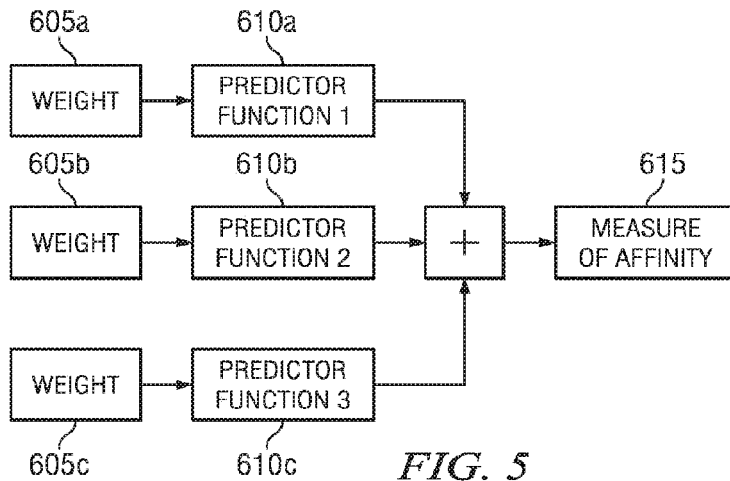 605a
610a
WEIGHT
PREDICTOR
FUNCTION 1
605b
610b
615
WEIGHT
PREDICTOR
FUNCTION 2
+
MEASURE
OF AFFINITY
WEIGHT
PREDICTOR
FUNCTION 3
605c
610c
FIG. 5